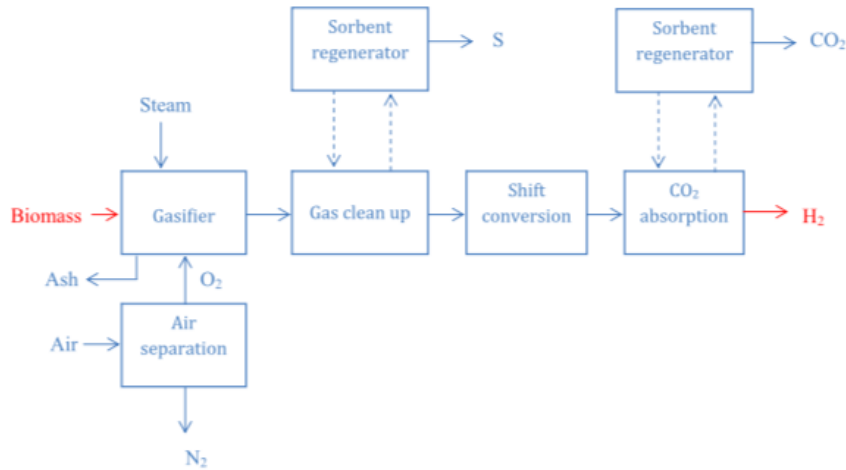 Sorbent
regenerator
S
Sorbent
regenerator
CO₂
Steam
Biomass
Gasifier
Gas clean up
Shift
conversion
CO₂
absorption
H₂
Ash
O₂
Air
Air
separation
N₂